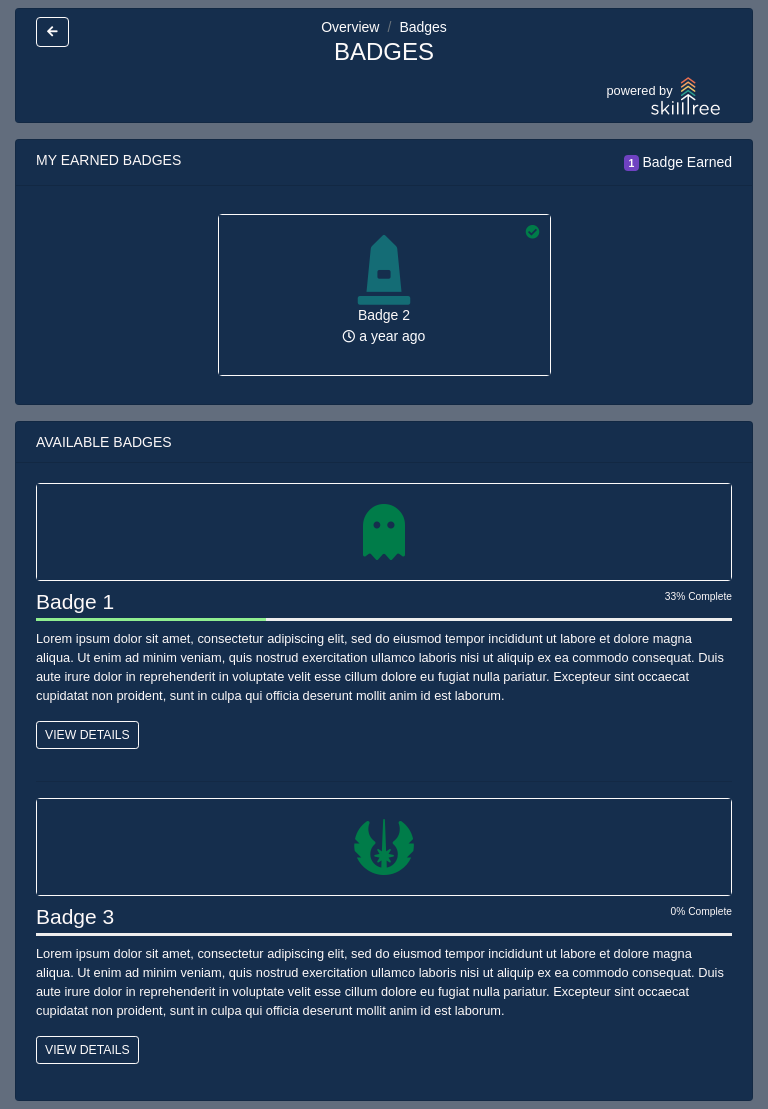 Overview / Badges
BADGES
powered by
skilltree
MY EARNED BADGES
1 Badge Earned
Badge 2
a year ago
AVAILABLE BADGES
Badge 1
33% Complete
Lorem ipsum dolor sit amet, consectetur adipiscing elit, sed do eiusmod tempor incididunt ut labore et dolore magna
aliqua. Ut enim ad minim veniam, quis nostrud exercitation ullamco laboris nisi ut aliquip ex ea commodo consequat. Duis
aute irure dolor in reprehenderit in voluptate velit esse cillum dolore eu fugiat nulla pariatur. Excepteur sint occaecat
cupidatat non proident, sunt in culpa qui officia deserunt mollit anim id est laborum.
VIEW DETAILS
Badge 3
0% Complete
Lorem ipsum dolor sit amet, consectetur adipiscing elit, sed do eiusmod tempor incididunt ut labore et dolore magna
aliqua. Ut enim ad minim veniam, quis nostrud exercitation ullamco laboris nisi ut aliquip ex ea commodo consequat. Duis
aute irure dolor in reprehenderit in voluptate velit esse cillum dolore eu fugiat nulla pariatur. Excepteur sint occaecat
cupidatat non proident, sunt in culpa qui officia deserunt mollit anim id est laborum.
VIEW DETAILS